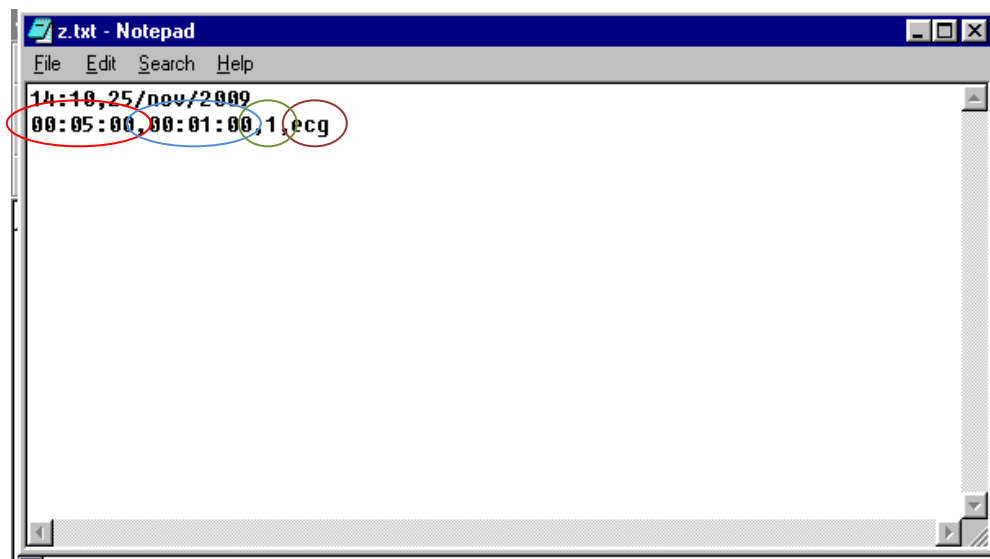 z.txt - Notepad
File Edit Search Help
14:10,25/nov/2009
00:05:00,00:01:00,1,ecg